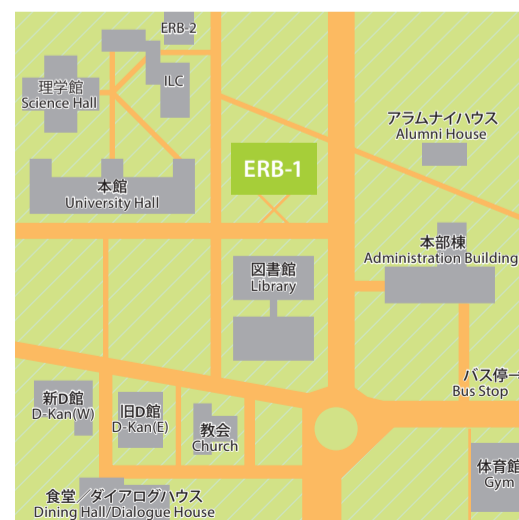 ERB-2
ILC
理学館
Science Hall
アラムナイハウス
Alumni House
ERB-1
本館
University Hall
本部棟
Administration Building
図書館
Library
バス停→
Bus Stop
新D館
D-Kan(W)
旧D館
D-Kan(E)
教会
Church
体育館
Gym
食堂／ダイアログハウス
Dining Hall/Dialogue House